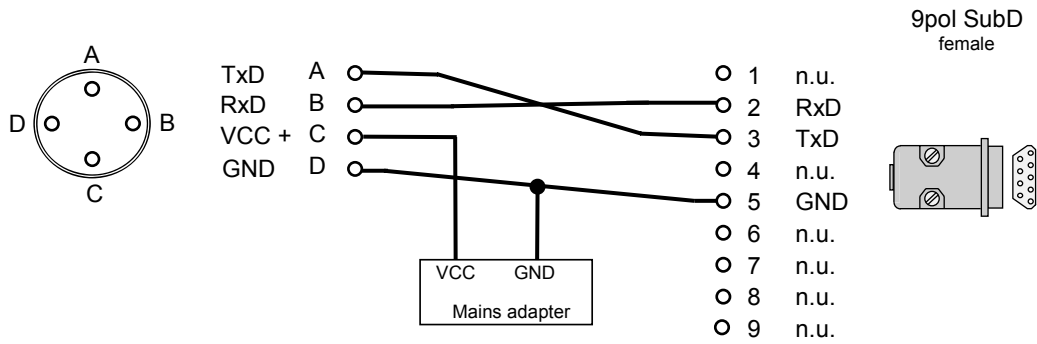 9pol SubD
female
A
D
B
C
TxD A
RxD B
VCC + C
GND D
1 n.u.
2 RxD
3 TxD
4 n.u.
5 GND
6 n.u.
7 n.u.
8 n.u.
9 n.u.
VCC GND
Mains adapter